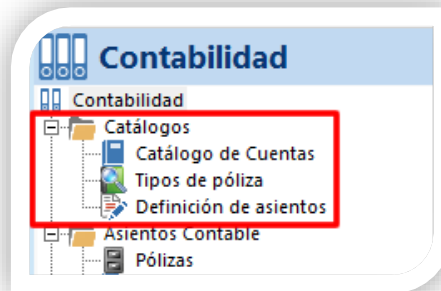 Contabilidad
Contabilidad
Catálogos
Catálogo de Cuentas
Tipos de póliza
Definición de asientos
Asientos Contable
Pólizas